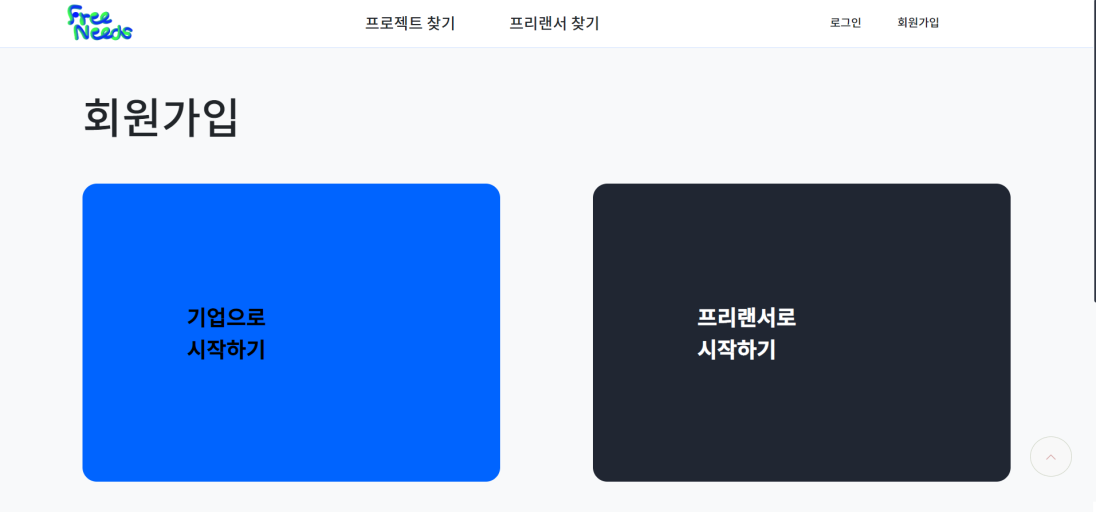 Free
Needs
프로젝트 찾기
프리랜서 찾기
로그인
회원가입
회원가입
기업으로
시작하기
프리랜서로
시작하기